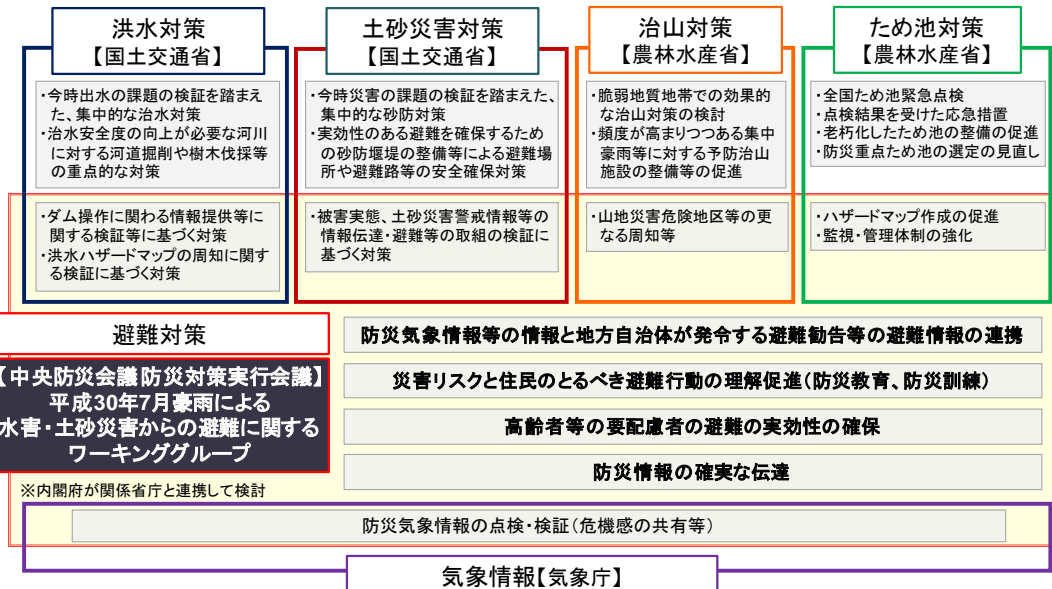 洪水対策
【国土交通省】
・今時出水の課題の検証を踏まえ
た、集中的な治水対策
・治水安全度の向上が必要な河川
に対する河道掘削や樹木伐採等
の重点的な対策
・ダム操作に関わる情報提供等に
関する検証等に基づく対策
・洪水ハザードマップの周知に関す
る検証に基づく対策
土砂災害対策
【国土交通省】
・今時災害の課題の検証を踏まえた、
集中的な砂防対策
・実効性のある避難を確保するため
の砂防堰堤の整備等による避難場
所や避難路等の安全確保対策
・被害実態、土砂災害警戒情報等の
情報伝達・避難等の取組の検証に
基づく対策
治山対策
【農林水産省】
・脆弱地質地帯での効果的
な治山対策の検討
・頻度が高まりつつある集中
豪雨等に対する予防治山
施設の整備等の促進
・山地災害危険地区等の更
なる周知等
ため池対策
【農林水産省】
・全国ため池緊急点検
・点検結果を受けた応急措置
・老朽化したため池の整備の促進
・防災重点ため池の選定の見直し
・ハザードマップ作成の促進
・監視・管理体制の強化
避難対策
【中央防災会議 防災対策実行会議】
平成30年7月豪雨による
水害・土砂災害からの避難に関する
ワーキンググループ
※内閣府が関係省庁と連携して検討
防災気象情報等の情報と地方自治体が発令する避難勧告等の避難情報の連携
災害リスクと住民のとるべき避難行動の理解促進(防災教育、防災訓練)
高齢者等の要配慮者の避難の実効性の確保
防災情報の確実な伝達
防災気象情報の点検・検証(危機感の共有等)
気象情報【気象庁】